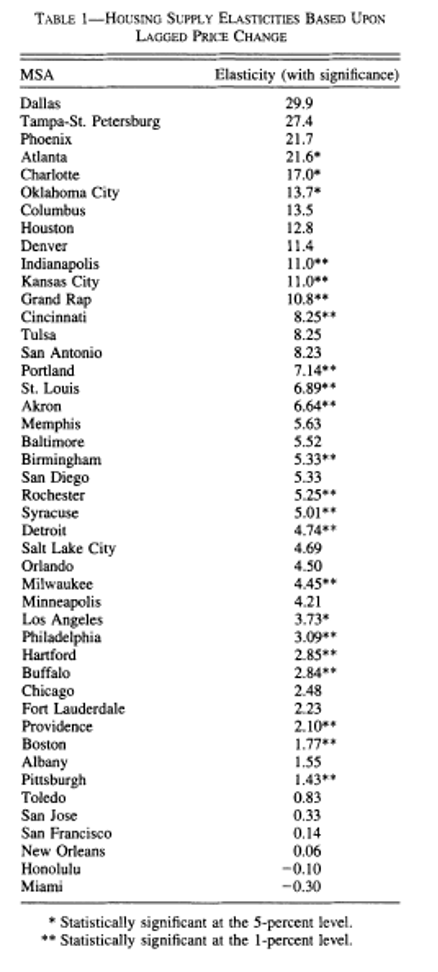 TABLE 1—HOUSING SUPPLY ELASTICITIES BASED UPON
LAGGED PRICE CHANGE
MSA Elasticity (with significance)
Dallas 29.9
Tampa-St. Petersburg 27.4
Phoenix 21.7
Atlanta 21.6*
Charlotte 17.0*
Oklahoma City 13.7*
Columbus 13.5
Houston 12.8
Denver 11.4
Indianapolis 11.0**
Kansas City 11.0**
Grand Rap 10.8**
Cincinnati 8.25**
Tulsa 8.25
San Antonio 8.23
Portland 7.14**
St. Louis 6.89**
Akron 6.64**
Memphis 5.63
Baltimore 5.52
Birmingham 5.33**
San Diego 5.33
Rochester 5.25**
Syracuse 5.01**
Detroit 4.74**
Salt Lake City 4.69
Orlando 4.50
Milwaukee 4.45**
Minneapolis 4.21
Los Angeles 3.73*
Philadelphia 3.09**
Hartford 2.85**
Buffalo 2.84**
Chicago 2.48
Fort Lauderdale 2.23
Providence 2.10**
Boston 1.77**
Albany 1.55
Pittsburgh 1.43**
Toledo 0.83
San Jose 0.33
San Francisco 0.14
New Orleans 0.06
Honolulu −0.10
Miami −0.30
* Statistically significant at the 5-percent level.
** Statistically significant at the 1-percent level.